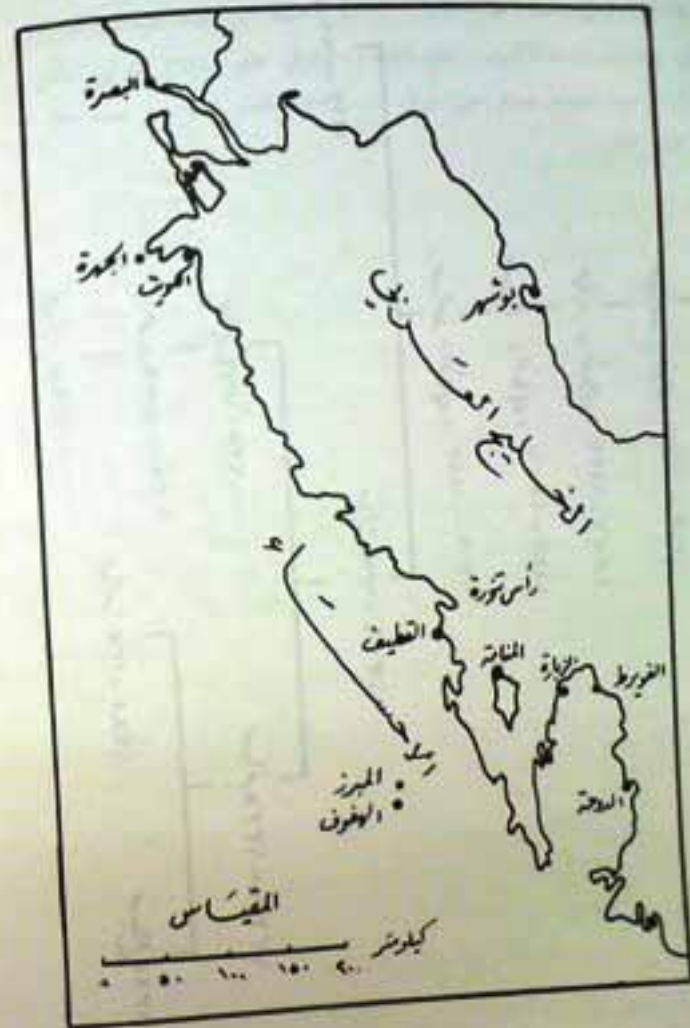 البصرة
الجهرة
الكويت
بوشهر
الخليج العربي
رأس تنورة
القطيف
المنامة
الزبارة
الفويرط
الاحساء
المبرز
الهفوف
الدوحة
المقياس
كيلومتر
٠ ٥٠ ١٠٠ ١٥٠ ٢٠٠